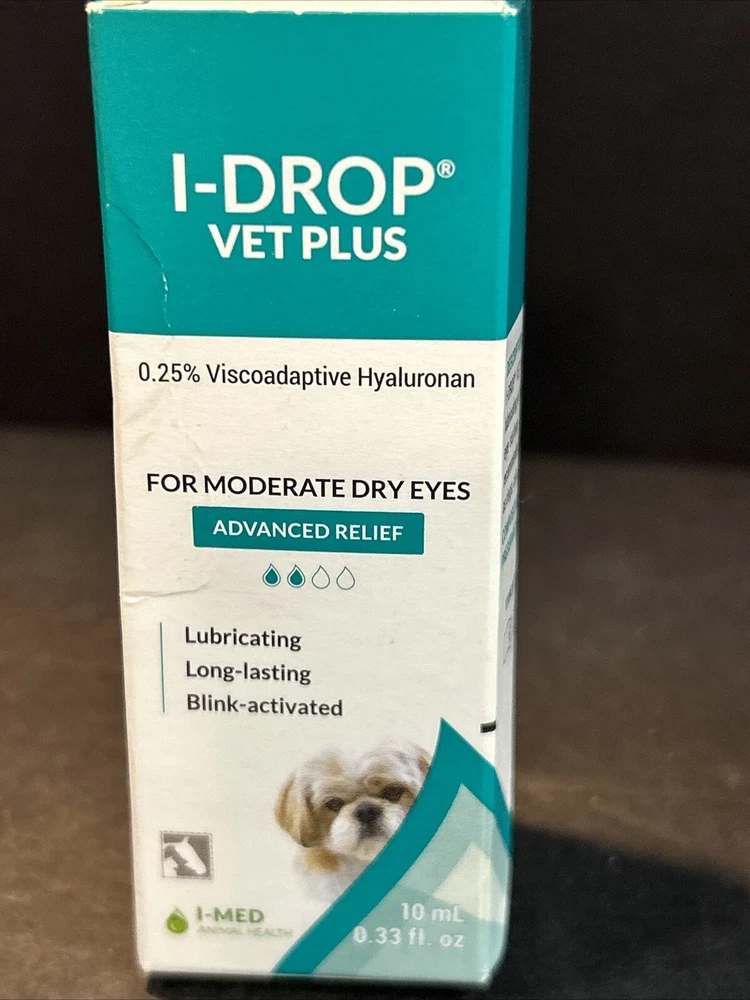 I-DROP®
VET PLUS
0.25% Viscoadaptive Hyaluronan
FOR MODERATE DRY EYES
ADVANCED RELIEF
Lubricating
Long-lasting
Blink-activated
I-MED
ANIMAL HEALTH
10 mL
0.33 fl. oz